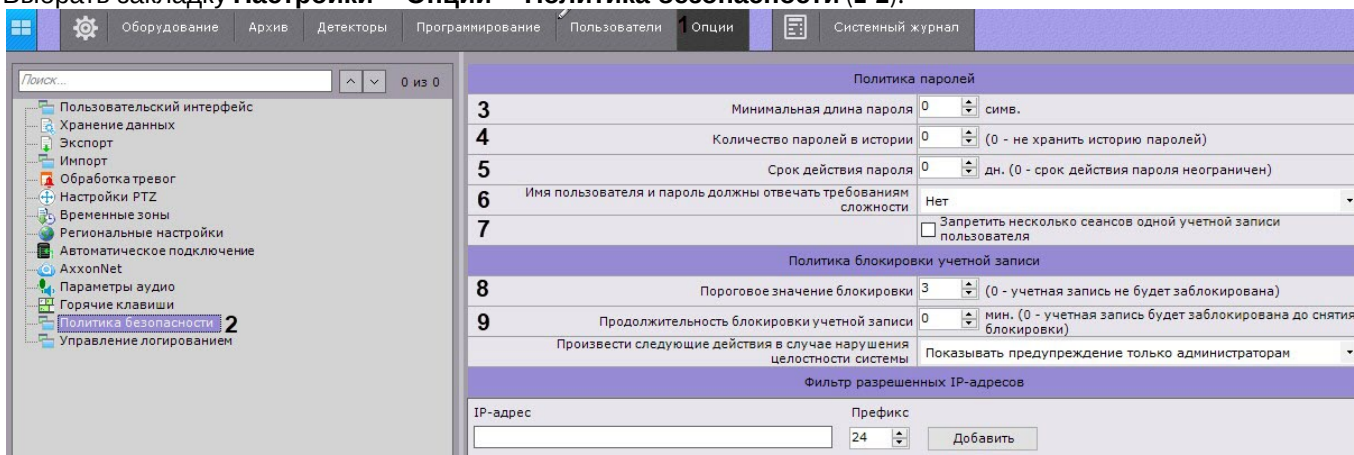 Выбрать закладку Настройки – Опции – Политика безопасности (1-2).
Оборудование Архив Детекторы Программирование Пользователи 1 Опции Системный журнал
Поиск... 0 из 0
Пользовательский интерфейс
Хранение данных
Экспорт
Импорт
Обработка тревог
Настройки PTZ
Временные зоны
Региональные настройки
Автоматическое подключение
AxxonNet
Параметры аудио
Горячие клавиши
Политика безопасности 2
Управление логированием
Политика паролей
3 Минимальная длина пароля 0 симв.
4 Количество паролей в истории 0 (0 - не хранить историю паролей)
5 Срок действия пароля 0 дн. (0 - срок действия пароля неограничен)
6 Имя пользователя и пароль должны отвечать требованиям
сложности Нет
7 Запретить несколько сеансов одной учетной записи
пользователя
Политика блокировки учетной записи
8 Пороговое значение блокировки 3 (0 - учетная запись не будет заблокирована)
9 Продолжительность блокировки учетной записи 0 мин. (0 - учетная запись будет заблокирована до снятия
блокировки)
Произвести следующие действия в случае нарушения
целостности системы Показывать предупреждение только администраторам
Фильтр разрешенных IP-адресов
IP-адрес Префикс
24 Добавить